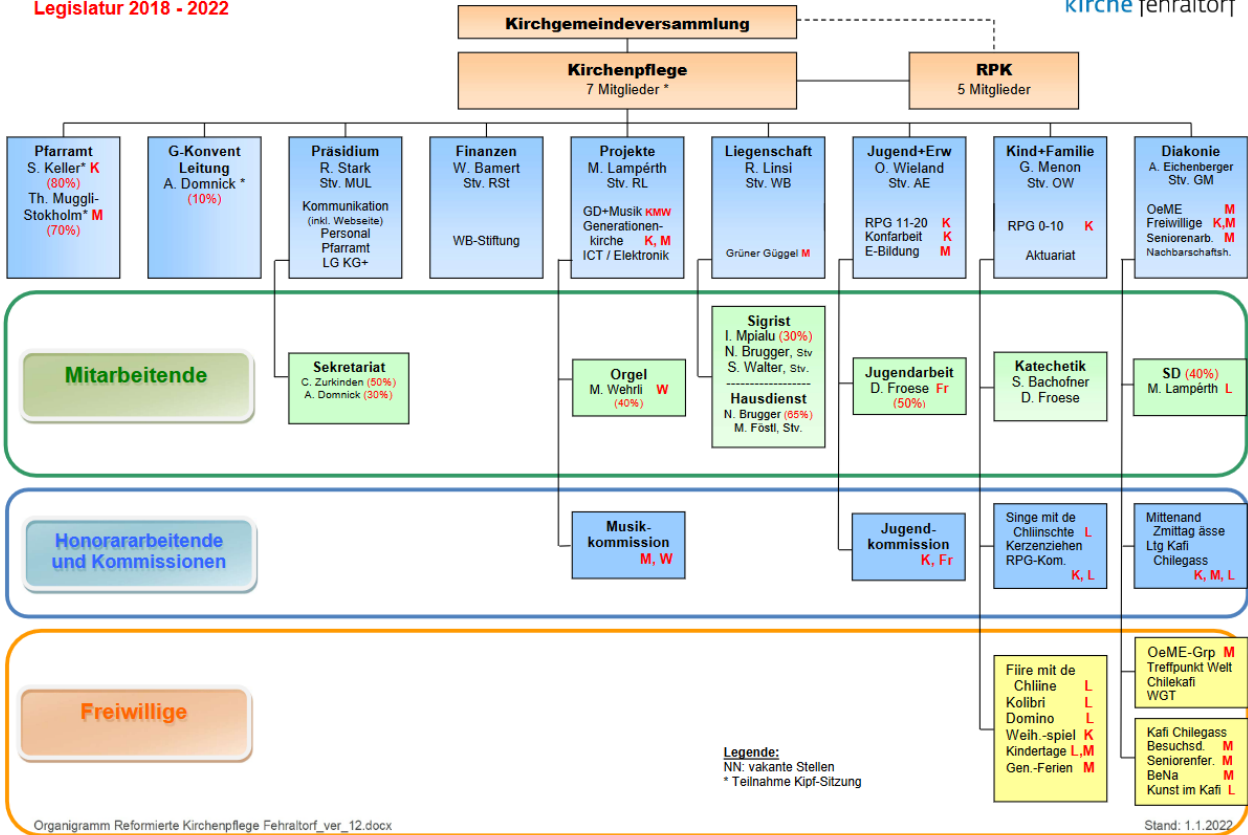 Legislatur 2018 - 2022
kirche fehraltorf
Kirchgemeindeversammlung
Kirchenpflege
7 Mitglieder *
RPK
5 Mitglieder
Pfarramt
S. Keller* K
(80%)
Th. Muggli-
Stokholm* M
(70%)
G-Konvent
Leitung
A. Domnick *
(10%)
Präsidium
R. Stark
Stv. MUL
Kommunikation
(inkl. Webseite)
Personal
Pfarramt
LG KG+
Finanzen
W. Bamert
Stv. RSt
WB-Stiftung
Projekte
M. Lampérth
Stv. RL
GD+Musik KMW
Generationen-
kirche K, M
ICT / Elektronik
Liegenschaft
R. Linsi
Stv. WB
Grüner Güggel M
Jugend+Erw
O. Wieland
Stv. AE
RPG 11-20 K
Konfarbeit K
E-Bildung M
Kind+Familie
G. Menon
Stv. OW
RPG 0-10 K
Aktuariat
Diakonie
A. Eichenberger
Stv. GM
OeME M
Freiwillige K,M
Seniorenarb. M
Nachbarschaftsh.
Mitarbeitende
Sekretariat
C. Zurkinden (50%)
A. Domnick (30%)
Orgel
M. Wehrli W
(40%)
Sigrist
I. Mpialu (30%)
N. Brugger, Stv
S. Walter, Stv.
------------------
Hausdienst
N. Brugger (65%)
M. Föstl, Stv.
Jugendarbeit
D. Froese Fr
(50%)
Katechetik
S. Bachofner
D. Froese
SD (40%)
M. Lampérth L
Honorararbeitende
und Kommissionen
Musik-
kommission
M, W
Jugend-
kommission
K, Fr
Singe mit de
Chliinschte L
Kerzenziehen
RPG-Kom.
K, L
Mittenand
Zmittag ässe
Ltg Kafi
Chilegass
K, M, L
Freiwillige
Fiire mit de
Chliine L
Kolibri L
Domino L
Weih.-spiel K
Kindertage L,M
Gen.-Ferien M
OeME-Grp M
Treffpunkt Welt
Chilekafi
WGT
Kafi Chilegass
Besuchsd. M
Seniorenfer. M
BeNa M
Kunst im Kafi L
Legende:
NN: vakante Stellen
* Teilnahme Kipf-Sitzung
Organigramm Reformierte Kirchenpflege Fehraltorf_ver_12.docx
Stand: 1.1.2022